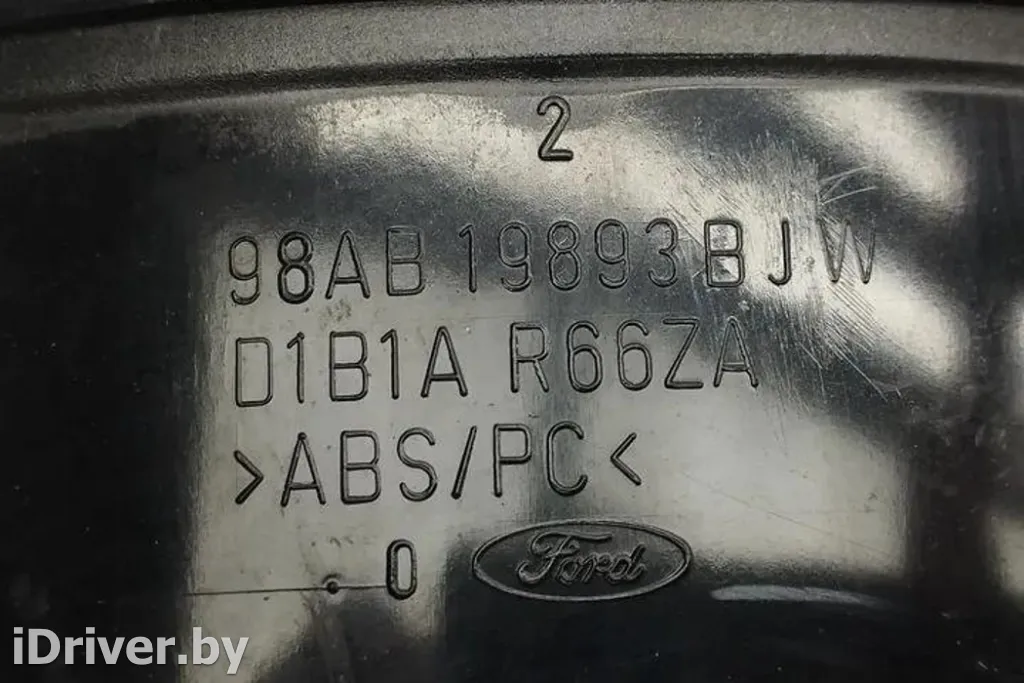 2
98AB 19893 BJW
D1B1A R66ZA
>ABS/PC<
0 Ford
iDriver.by